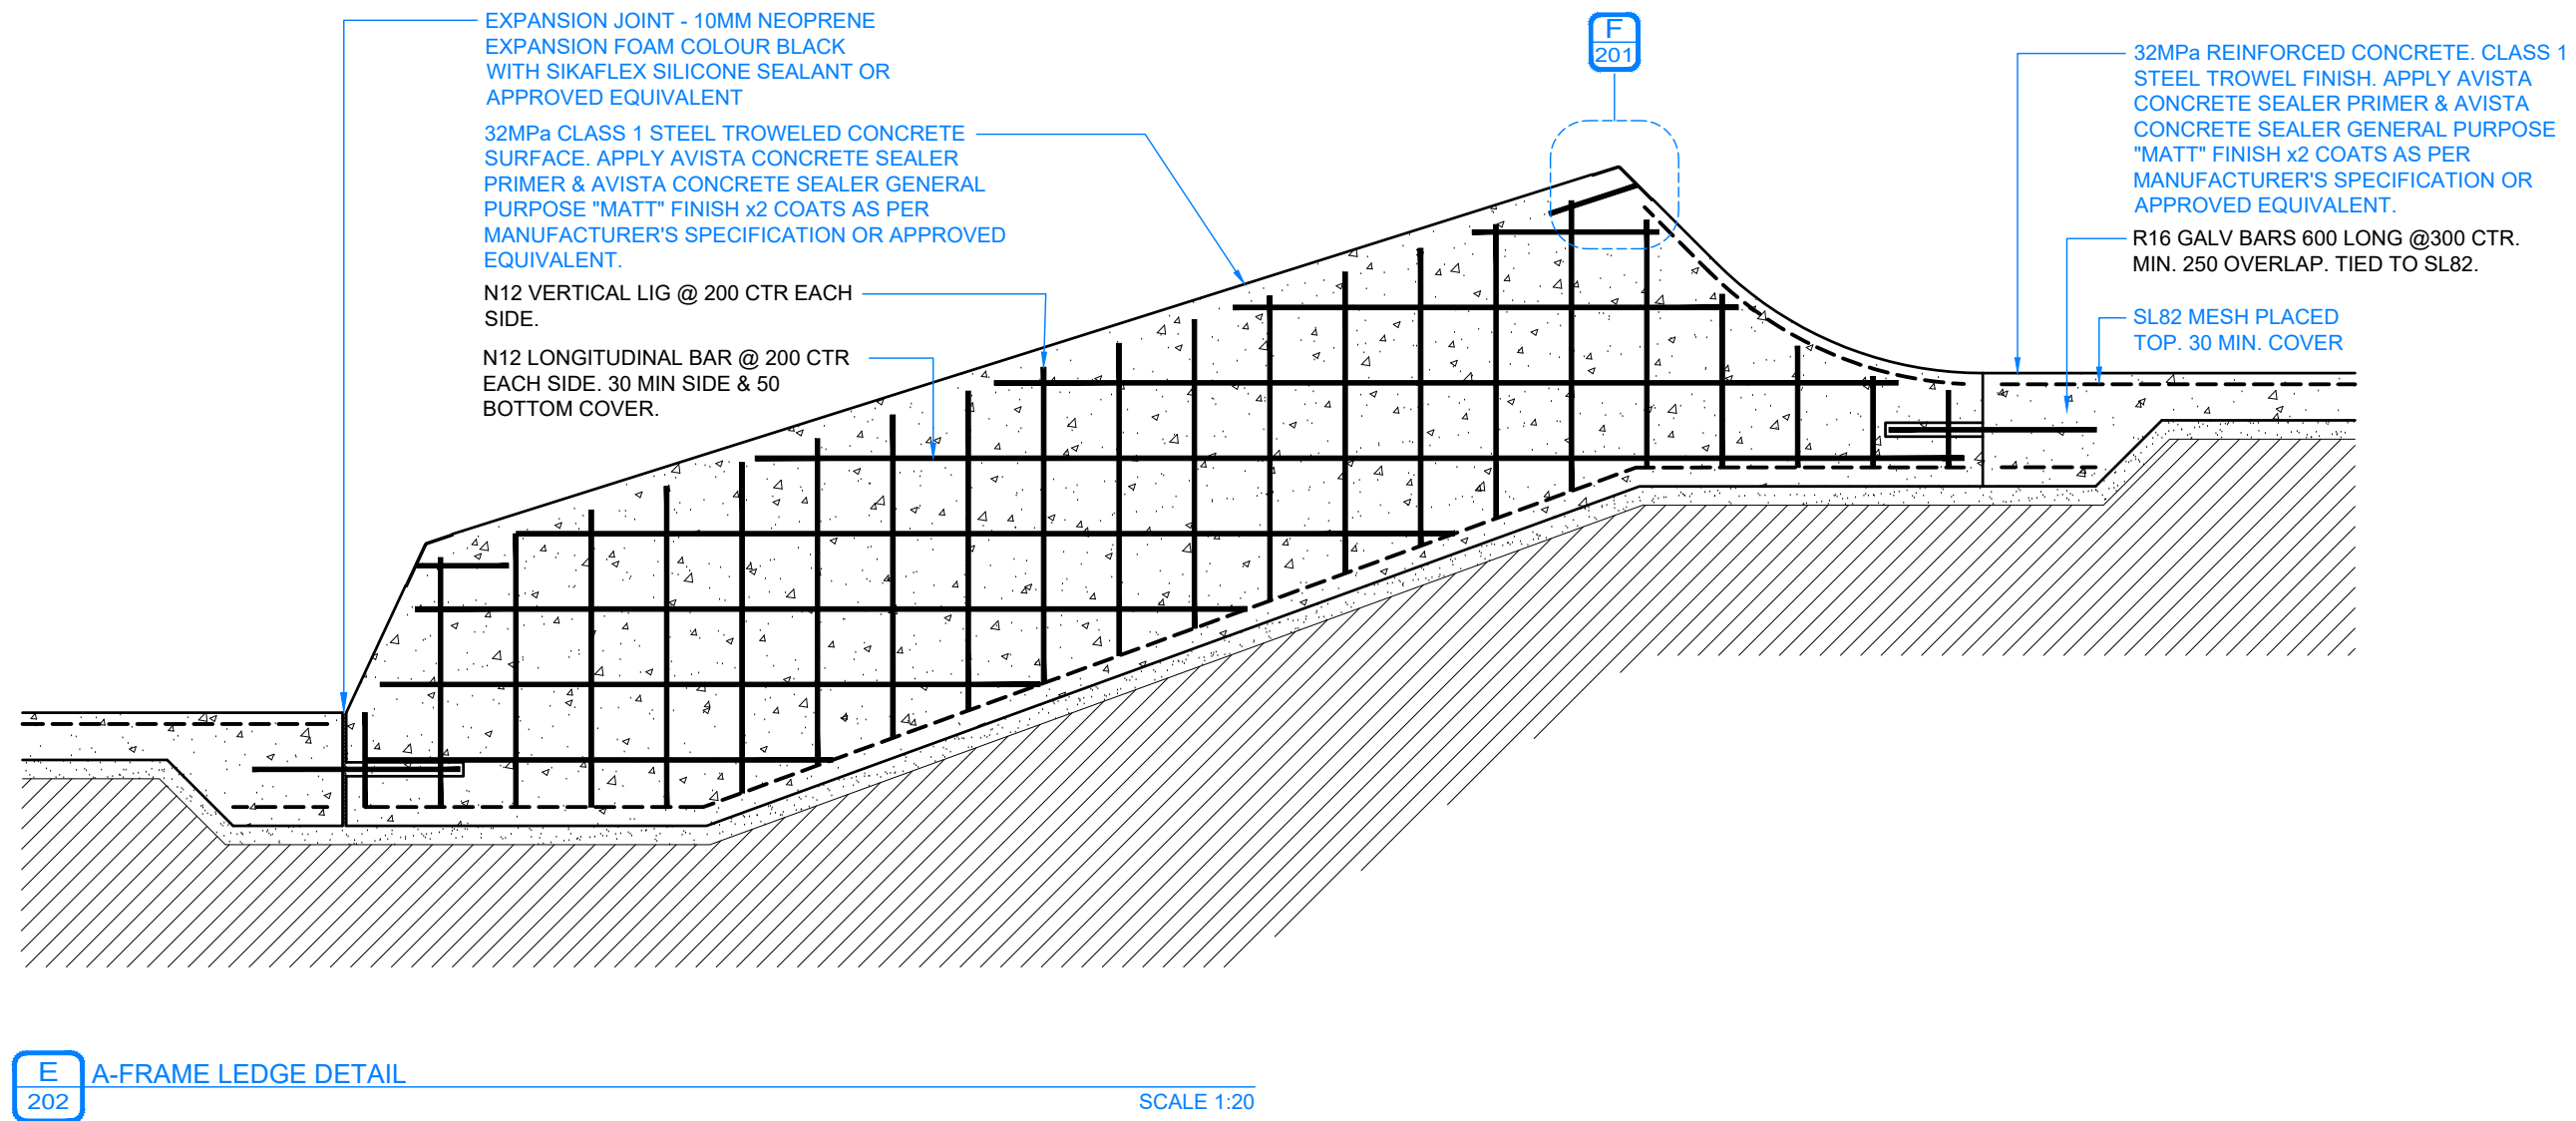 EXPANSION JOINT - 10MM NEOPRENE
EXPANSION FOAM COLOUR BLACK
WITH SIKAFLEX SILICONE SEALANT OR
APPROVED EQUIVALENT
32MPa CLASS 1 STEEL TROWELED CONCRETE
SURFACE. APPLY AVISTA CONCRETE SEALER
PRIMER & AVISTA CONCRETE SEALER GENERAL
PURPOSE "MATT" FINISH x2 COATS AS PER
MANUFACTURER'S SPECIFICATION OR APPROVED
EQUIVALENT.
N12 VERTICAL LIG @ 200 CTR EACH
SIDE.
N12 LONGITUDINAL BAR @ 200 CTR
EACH SIDE. 30 MIN SIDE & 50
BOTTOM COVER.
F
201
32MPa REINFORCED CONCRETE. CLASS 1
STEEL TROWEL FINISH. APPLY AVISTA
CONCRETE SEALER PRIMER & AVISTA
CONCRETE SEALER GENERAL PURPOSE
"MATT" FINISH x2 COATS AS PER
MANUFACTURER'S SPECIFICATION OR
APPROVED EQUIVALENT.
R16 GALV BARS 600 LONG @300 CTR.
MIN. 250 OVERLAP. TIED TO SL82.
SL82 MESH PLACED
TOP. 30 MIN. COVER
E
202
A-FRAME LEDGE DETAIL
SCALE 1:20